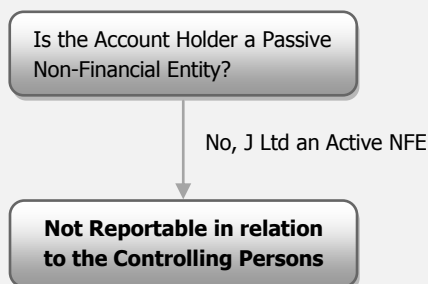 Is the Account Holder a Passive
Non-Financial Entity?
No, J Ltd an Active NFE
Not Reportable in relation
to the Controlling Persons